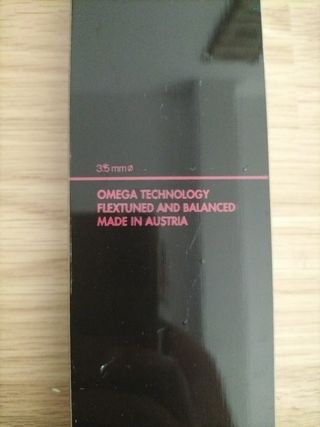 3.5 mm ø
OMEGA TECHNOLOGY
FLEXTUNED AND BALANCED
MADE IN AUSTRIA